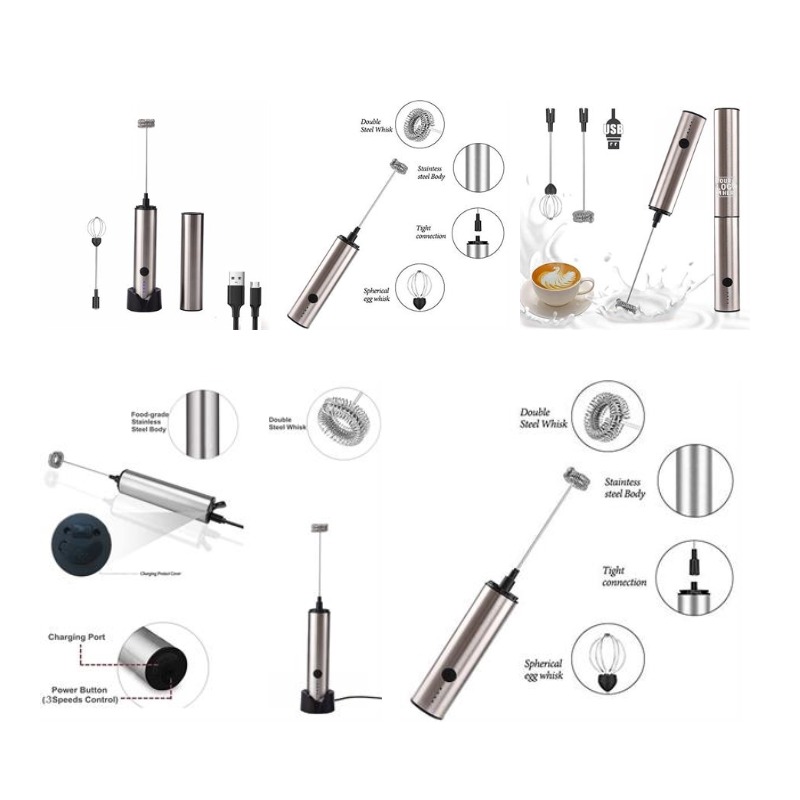 Double
Steel Whisk
Staintess
steel Body
Tight
connection
Spherical
egg whisk
USB
YOUR
LOGO
HERE
Food-grade
Stainless
Steel Body
Double
Steel Whisk
Charging Protect Cover
Charging Port
Power Button
(3Speeds Control)
Double
Steel Whisk
Staintess
steel Body
Tight
connection
Spherical
egg whisk